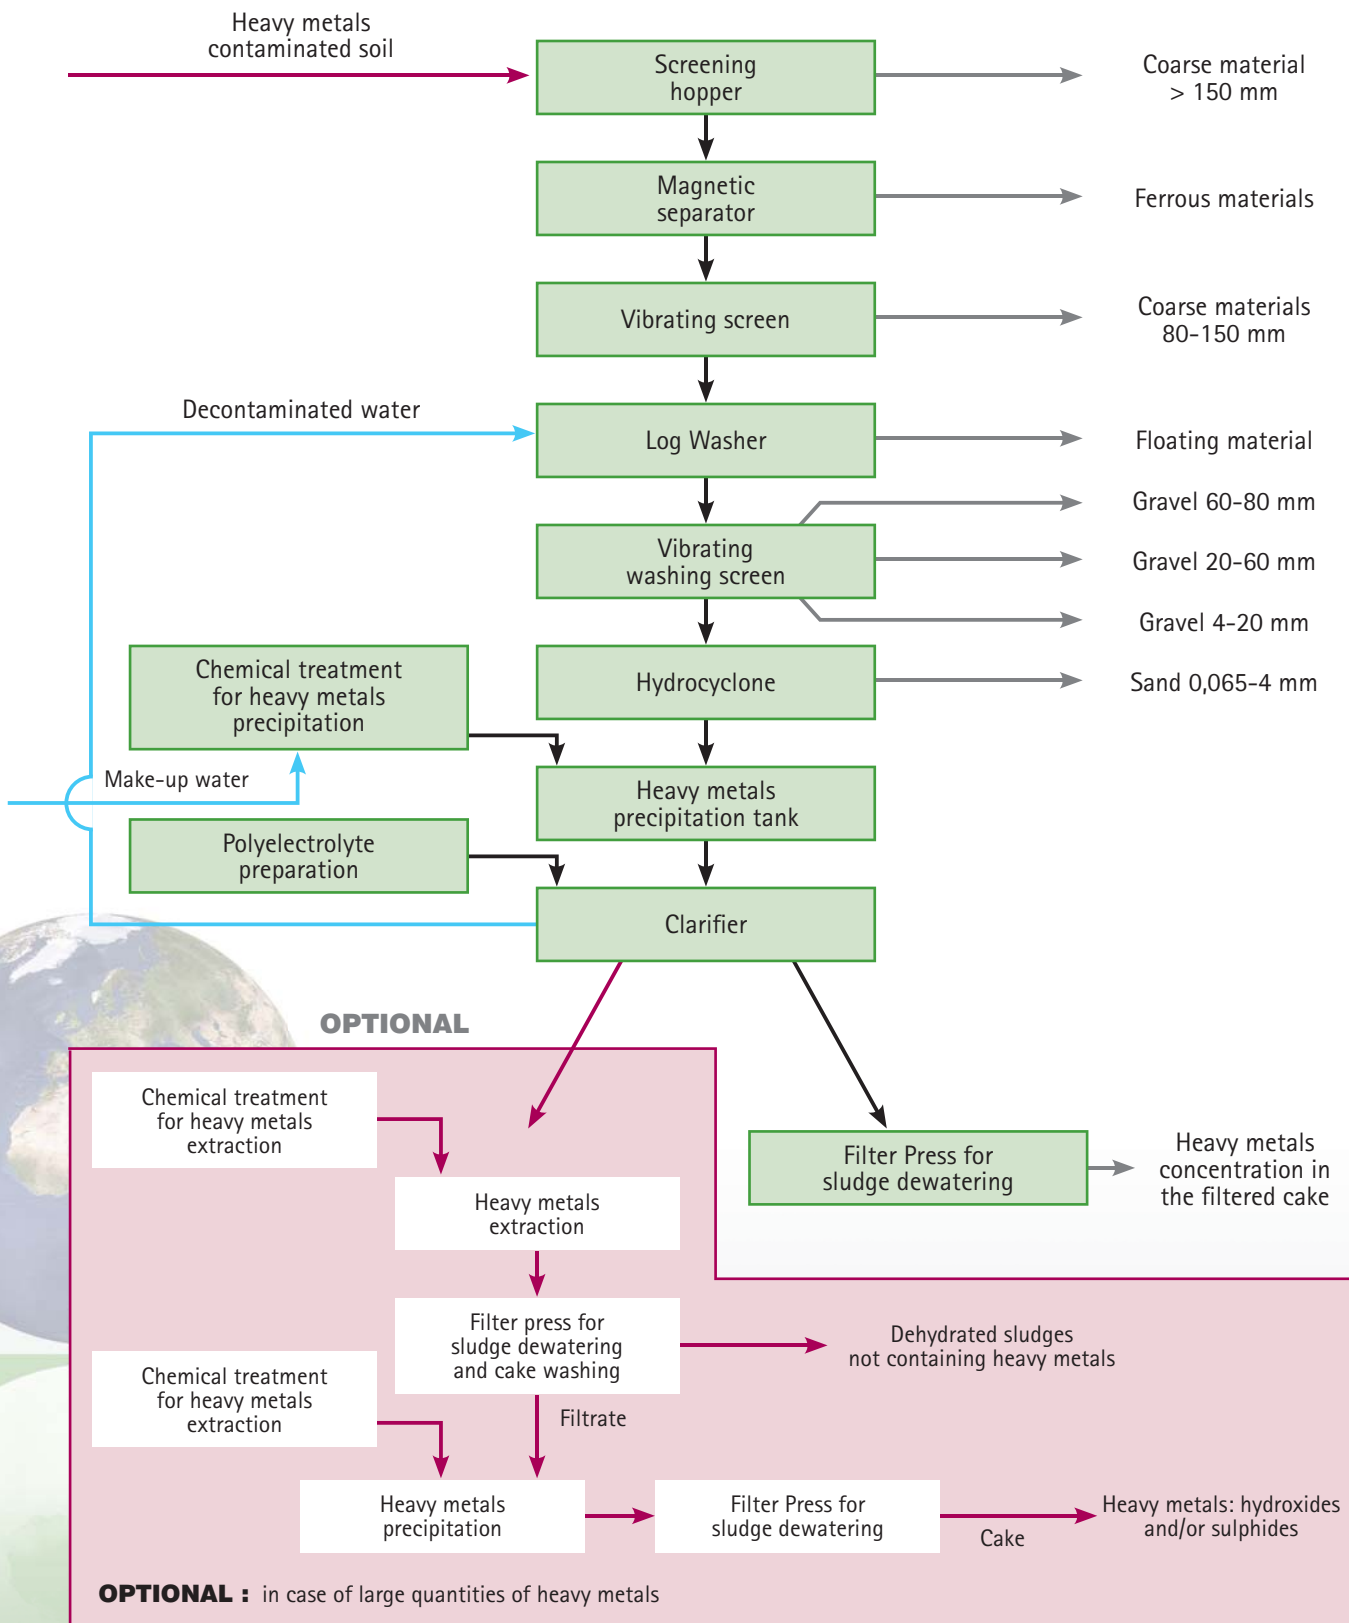 Heavy metals
contaminated soil
Screening
hopper
Coarse material
> 150 mm
Magnetic
separator
Ferrous materials
Vibrating screen
Coarse materials
80-150 mm
Decontaminated water
Log Washer
Floating material
Vibrating
washing screen
Gravel 60-80 mm
Gravel 20-60 mm
Gravel 4-20 mm
Chemical treatment
for heavy metals
precipitation
Hydrocyclone
Sand 0,065-4 mm
Make-up water
Heavy metals
precipitation tank
Polyelectrolyte
preparation
Clarifier
OPTIONAL
Chemical treatment
for heavy metals
extraction
Filter Press for
sludge dewatering
Heavy metals
concentration in
the filtered cake
Heavy metals
extraction
Filter press for
sludge dewatering
and cake washing
Dehydrated sludges
not containing heavy metals
Chemical treatment
for heavy metals
extraction
Filtrate
Heavy metals
precipitation
Filter Press for
sludge dewatering
Cake
Heavy metals: hydroxides
and/or sulphides
OPTIONAL : in case of large quantities of heavy metals